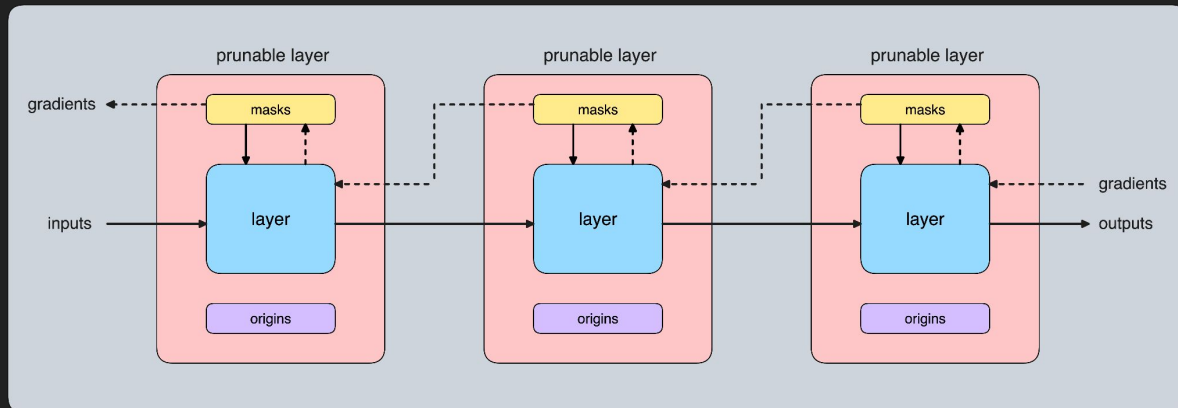 prunable layer
prunable layer
prunable layer
gradients
masks
masks
masks
gradients
inputs
layer
layer
layer
outputs
origins
origins
origins